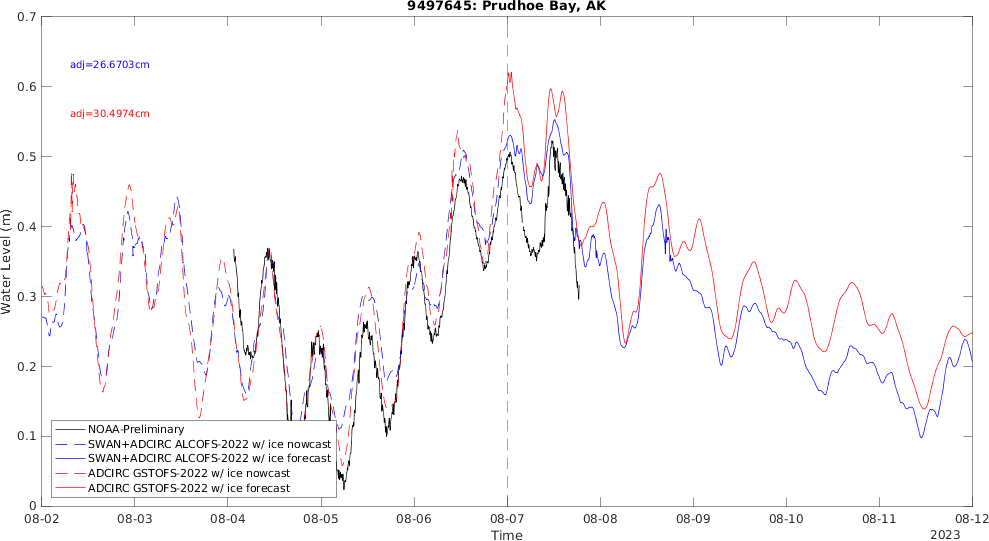 9497645: Prudhoe Bay, AK
0.7
0.6
0.5
0.4
0.3
0.2
0.1
0
Water Level (m)
adj=26.6703cm
adj=30.4974cm
NOAA-Preliminary
SWAN+ADCIRC ALCOFS-2022 w/ ice nowcast
SWAN+ADCIRC ALCOFS-2022 w/ ice forecast
ADCIRC GSTOFS-2022 w/ ice nowcast
ADCIRC GSTOFS-2022 w/ ice forecast
08-02 08-03 08-04 08-05 08-06 08-07 08-08 08-09 08-10 08-11 08-12
Time
2023